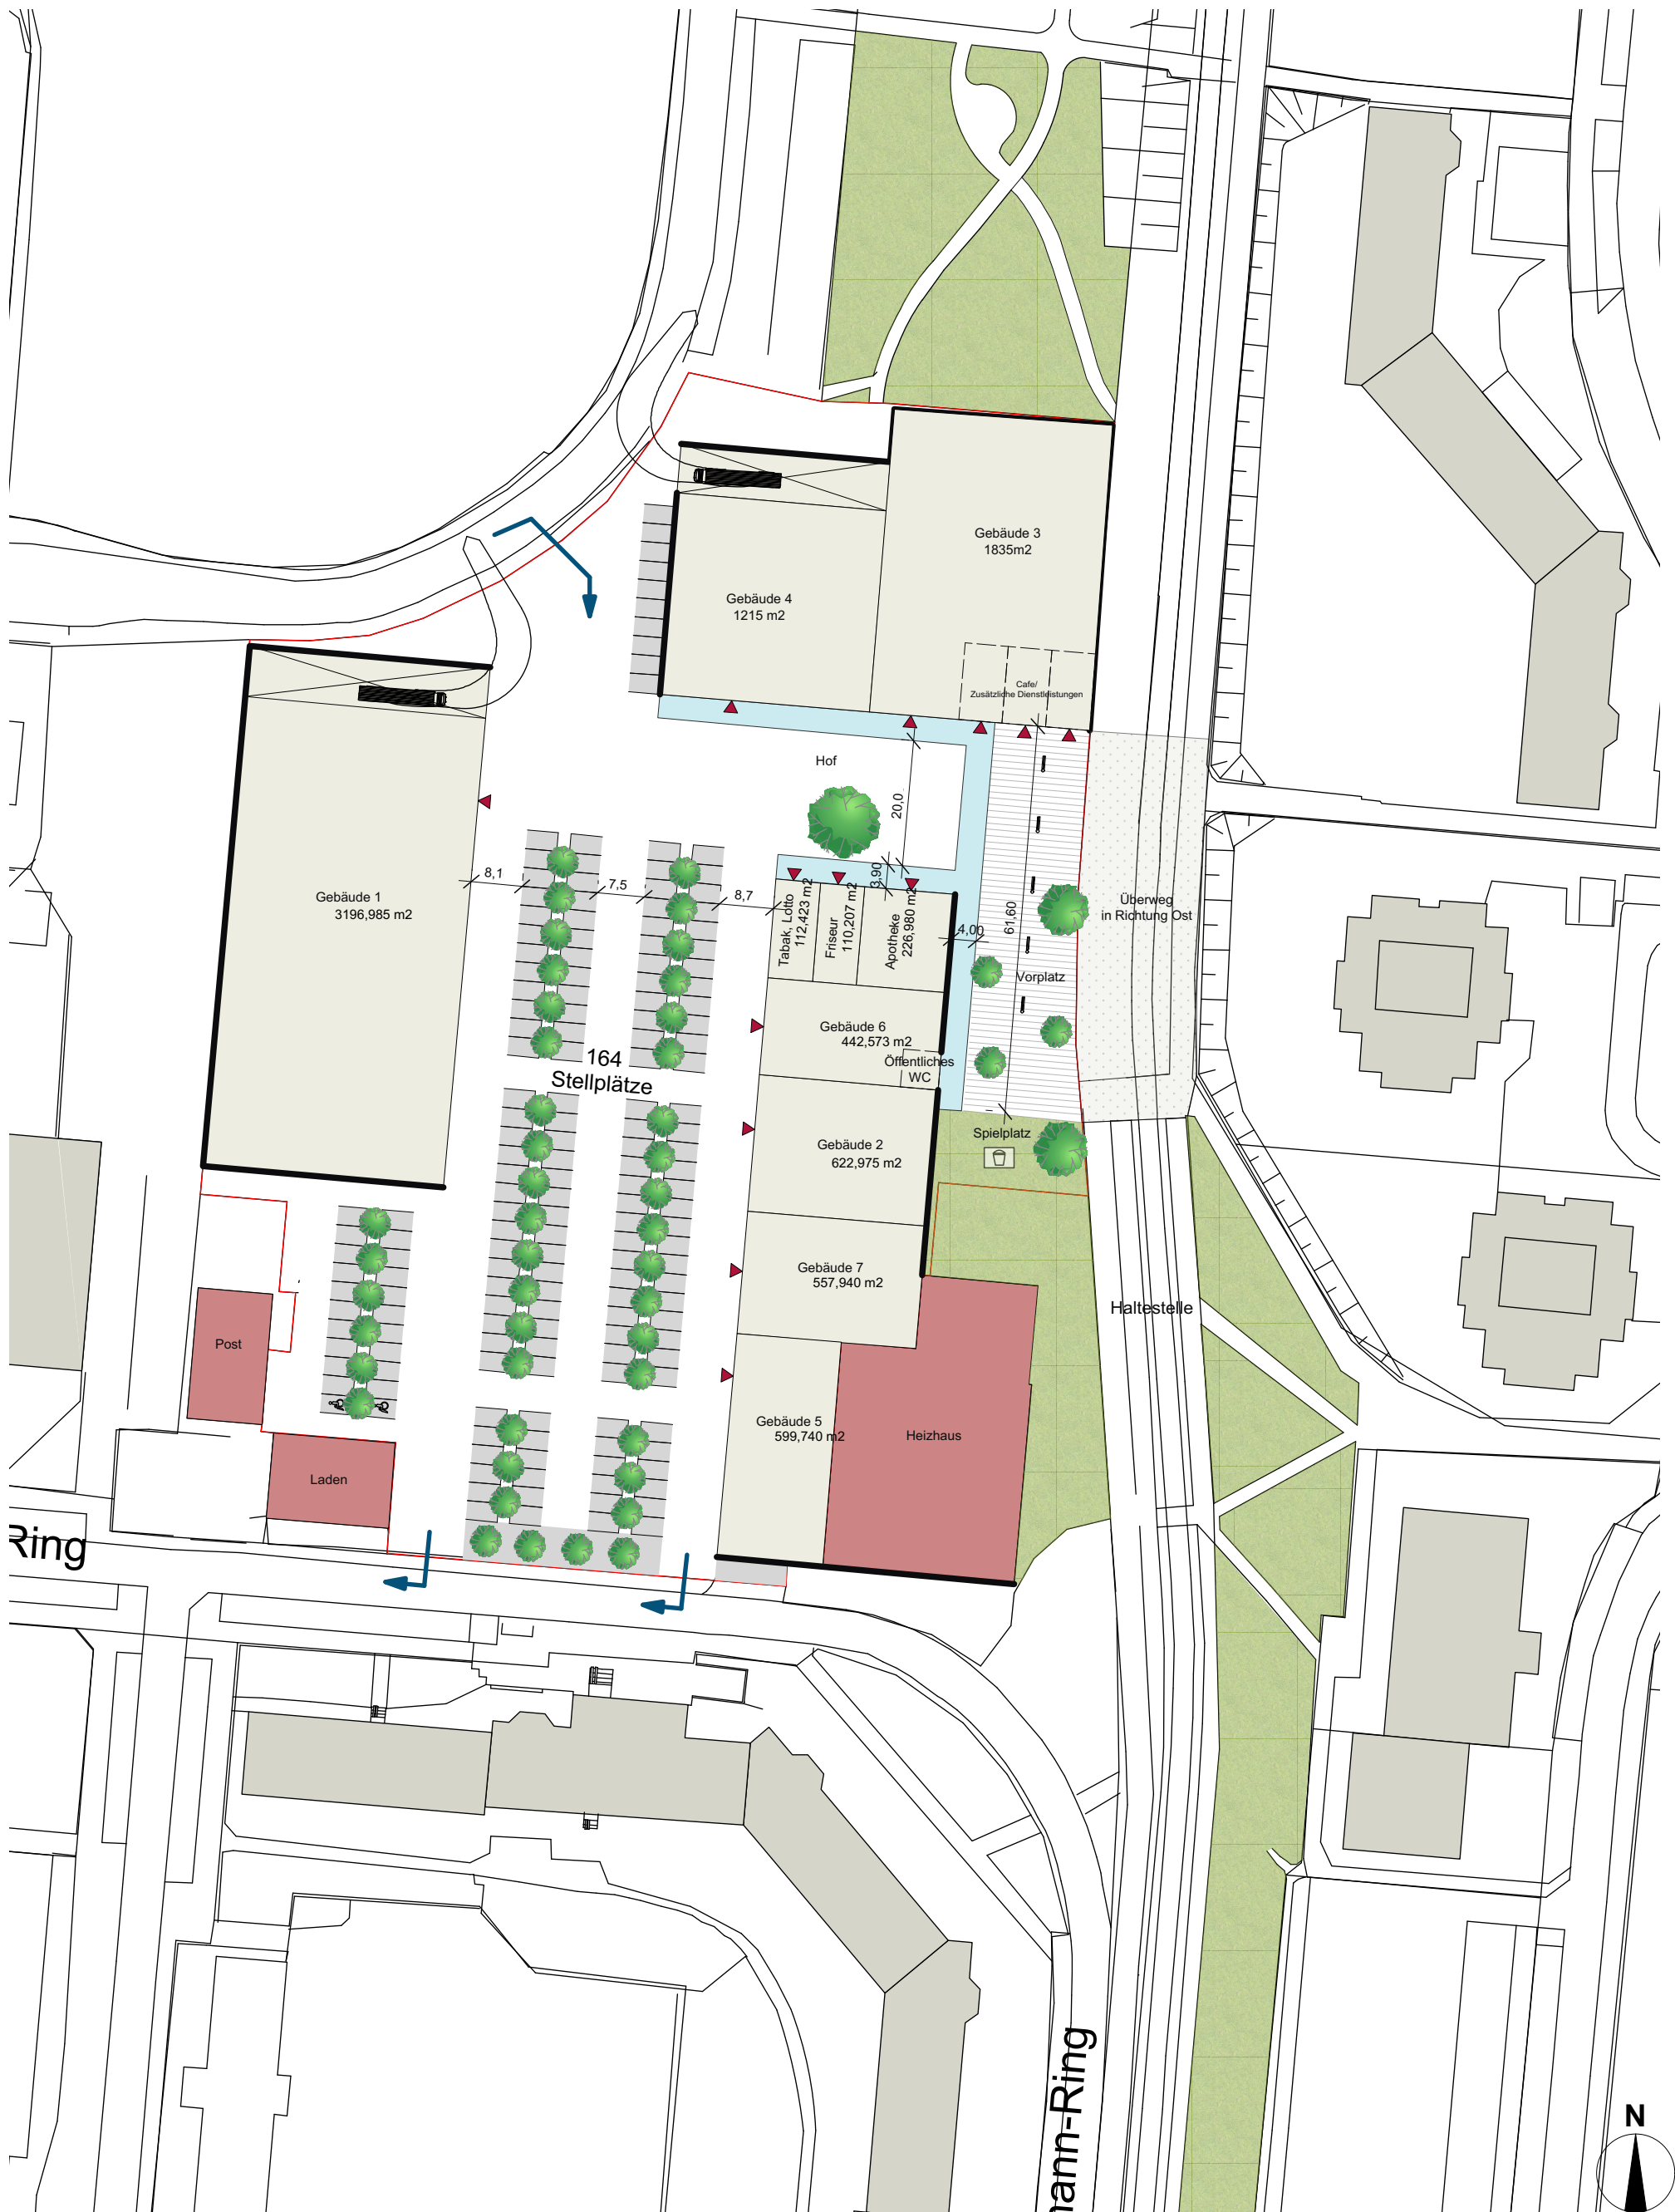 Gebäude 3
1835m2
Gebäude 4
1215 m2
Cafe/
Zusätzliche Dienstleistungen
Hof
20,0
8,1
7,5
8,7
3,90
Gebäude 1
3196,985 m2
Tabak, Lotto
112,423 m2
Friseur
110,207 m2
Apotheke
226,980 m2
4,00
61,60
Überweg
in Richtung Ost
Vorplatz
Gebäude 6
442,573 m2
Öffentliches
WC
164
Stellplätze
Spielplatz
Gebäude 2
622,975 m2
Gebäude 7
557,940 m2
Haltestelle
Post
Gebäude 5
599,740 m2
Heizhaus
Laden
Ring
mann-Ring
N